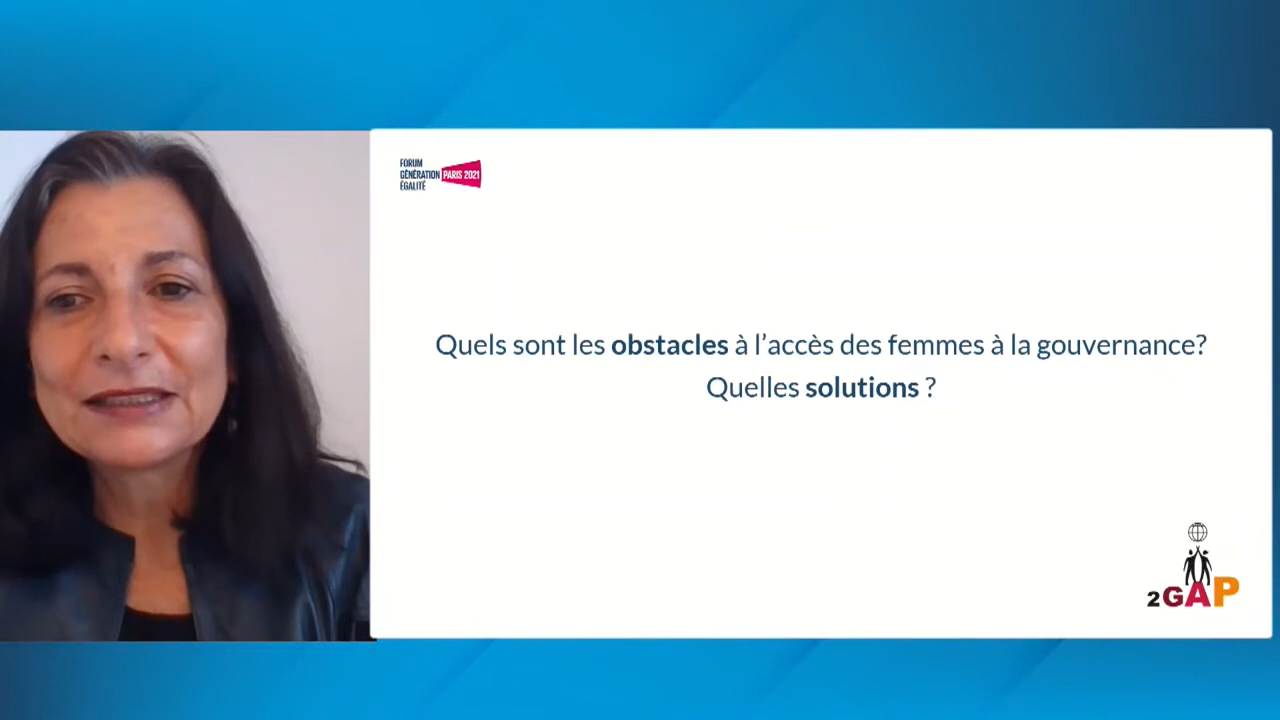 FORUM
GÉNÉRATION
ÉGALITÉ
PARIS 2021
Quels sont les obstacles à l’accès des femmes à la gouvernance?
Quelles solutions ?
2GAP